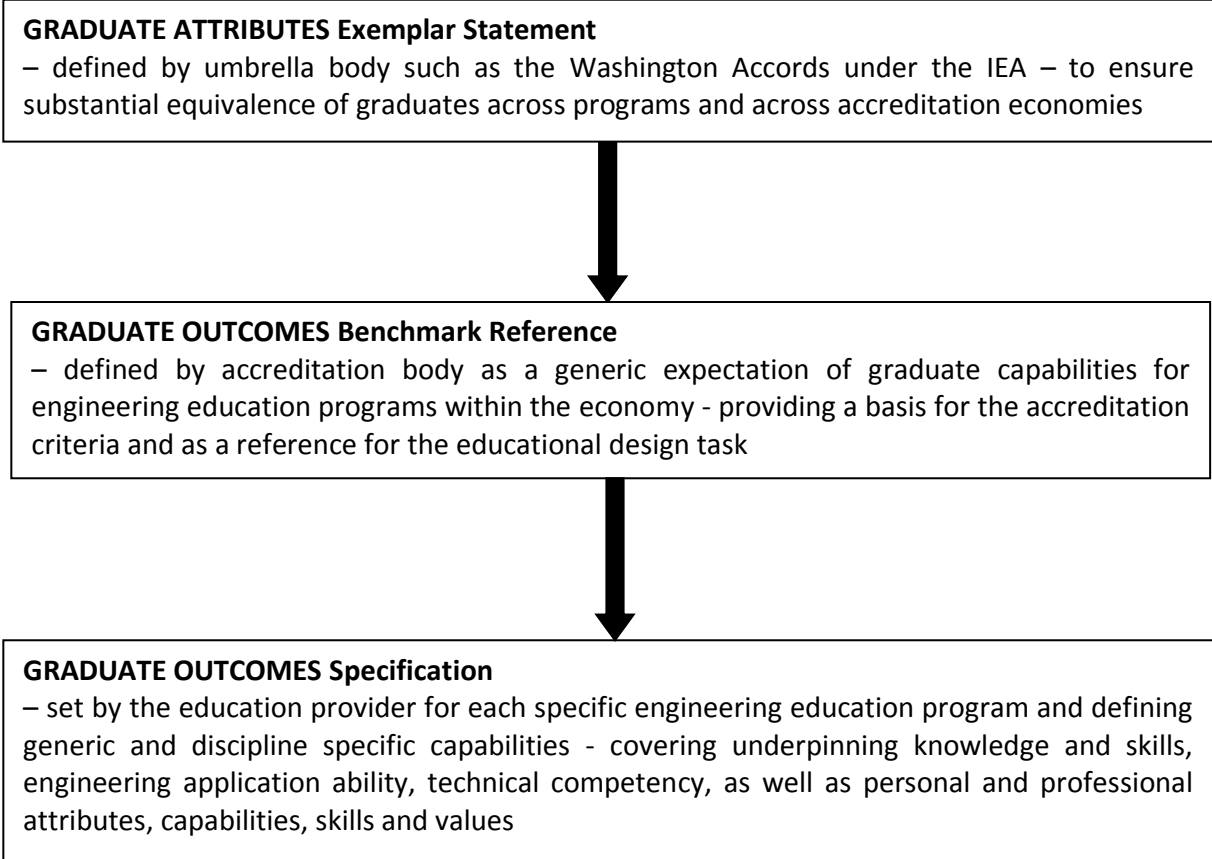 GRADUATE ATTRIBUTES Exemplar Statement
– defined by umbrella body such as the Washington Accords under the IEA – to ensure
substantial equivalence of graduates across programs and across accreditation economies
GRADUATE OUTCOMES Benchmark Reference
– defined by accreditation body as a generic expectation of graduate capabilities for
engineering education programs within the economy - providing a basis for the accreditation
criteria and as a reference for the educational design task
GRADUATE OUTCOMES Specification
– set by the education provider for each specific engineering education program and defining
generic and discipline specific capabilities - covering underpinning knowledge and skills,
engineering application ability, technical competency, as well as personal and professional
attributes, capabilities, skills and values